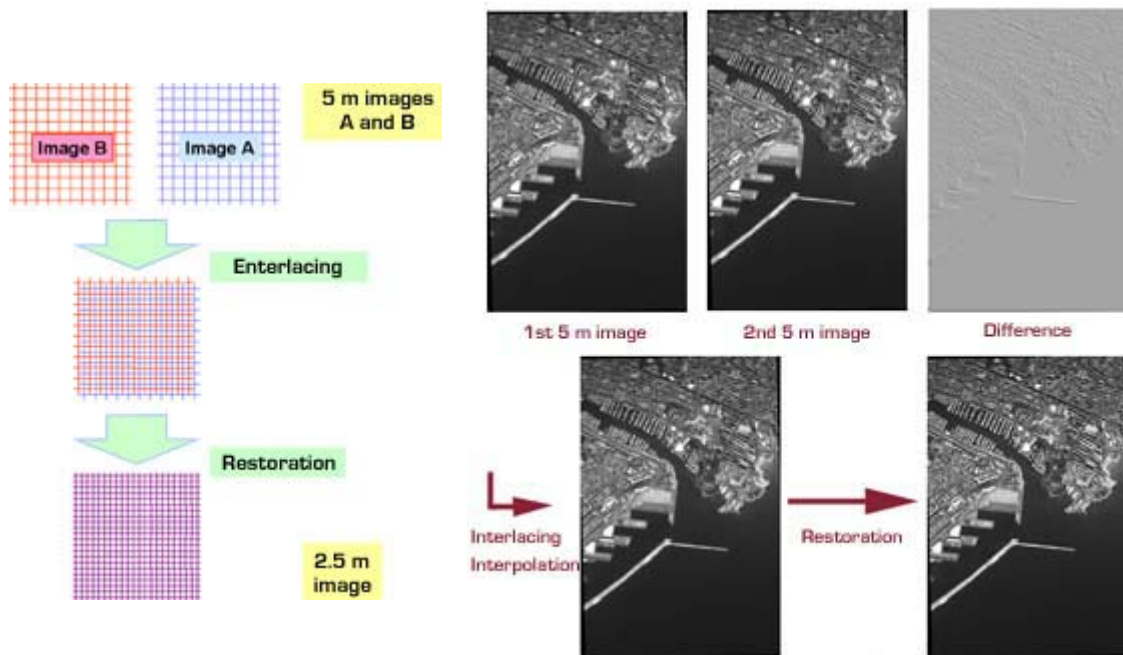 5 m images
A and B
Image B
Image A
Enterlacing
Restoration
2.5 m
image
1st 5 m image
2nd 5 m image
Difference
Interlacing
Interpolation
Restoration